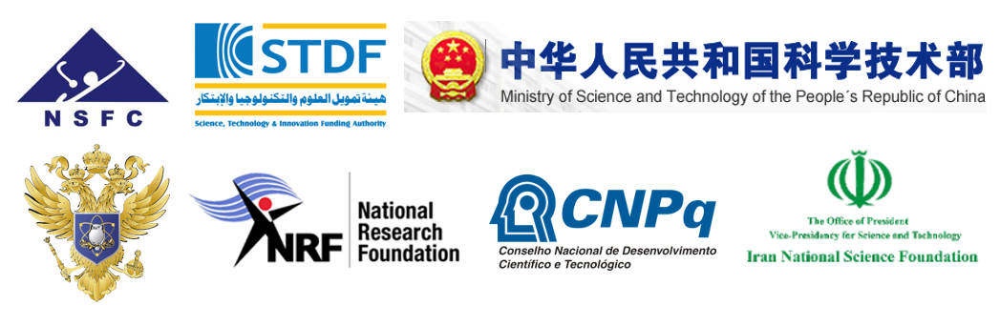 NSFC
STDF
هيئة تمويل العلوم والتكنولوجيا والإبتكار
Science, Technology & Innovation Funding Authority
中华人民共和国科学技术部
Ministry of Science and Technology of the People´s Republic of China
NRF
National
Research
Foundation
CNPq
Conselho Nacional de Desenvolvimento
Científico e Tecnológico
The Office of President
Vice-Presidency for Science and Technology
Iran National Science Foundation